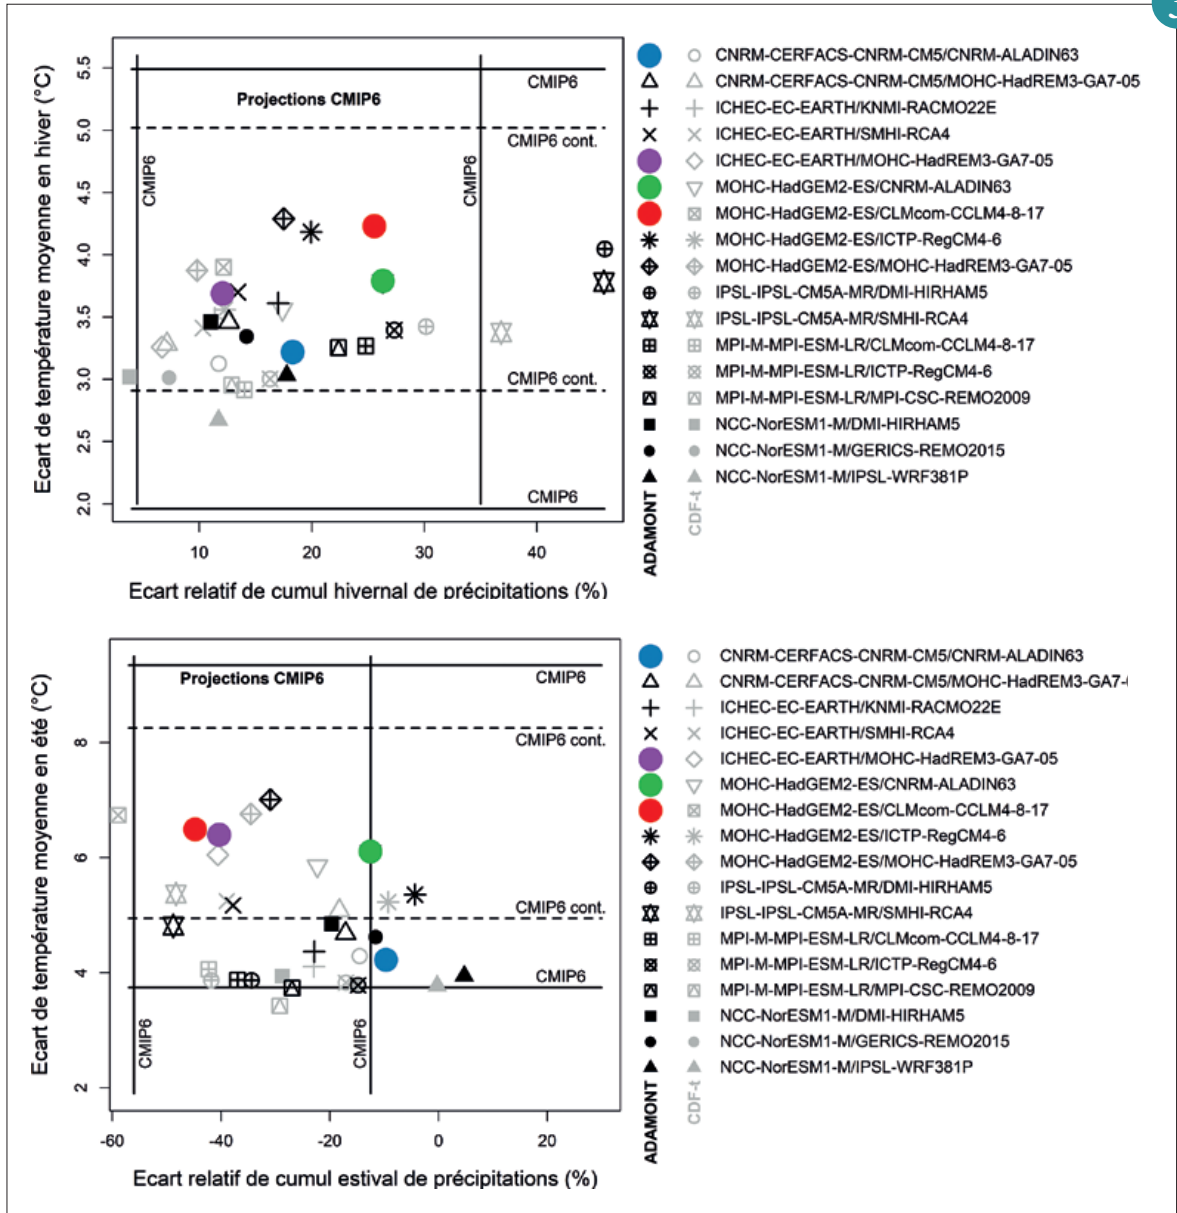 5.5
5.0
4.5
4.0
3.5
3.0
2.5
2.0
Ecart de température moyenne en hiver (°C)
CMIP6
Projections CMIP6
CMIP6 cont.
CMIP6
CMIP6
CMIP6 cont.
CMIP6
10 20 30 40
Ecart relatif de cumul hivernal de précipitations (%)
CNRM-CERFACS-CNRM-CM5/CNRM-ALADIN63
CNRM-CERFACS-CNRM-CM5/MOHC-HadREM3-GA7-05
ICHEC-EC-EARTH/KNMI-RACMO22E
ICHEC-EC-EARTH/SMHI-RCA4
ICHEC-EC-EARTH/MOHC-HadREM3-GA7-05
MOHC-HadGEM2-ES/CNRM-ALADIN63
MOHC-HadGEM2-ES/CLMcom-CCLM4-8-17
MOHC-HadGEM2-ES/ICTP-RegCM4-6
MOHC-HadGEM2-ES/MOHC-HadREM3-GA7-05
IPSL-IPSL-CM5A-MR/DMI-HIRHAM5
IPSL-IPSL-CM5A-MR/SMHI-RCA4
MPI-M-MPI-ESM-LR/CLMcom-CCLM4-8-17
MPI-M-MPI-ESM-LR/ICTP-RegCM4-6
MPI-M-MPI-ESM-LR/MPI-CSC-REMO2009
NCC-NorESM1-M/DMI-HIRHAM5
NCC-NorESM1-M/GERICS-REMO2015
NCC-NorESM1-M/IPSL-WRF381P
ADAMONT
CDF-t
8
6
4
2
Ecart de température moyenne en été (°C)
Projections CMIP6
CMIP6
CMIP6 cont.
CMIP6 cont.
CMIP6
CMIP6
CMIP6
-60 -40 -20 0 20
Ecart relatif de cumul estival de précipitations (%)
CNRM-CERFACS-CNRM-CM5/CNRM-ALADIN63
CNRM-CERFACS-CNRM-CM5/MOHC-HadREM3-GA7-
ICHEC-EC-EARTH/KNMI-RACMO22E
ICHEC-EC-EARTH/SMHI-RCA4
ICHEC-EC-EARTH/MOHC-HadREM3-GA7-05
MOHC-HadGEM2-ES/CNRM-ALADIN63
MOHC-HadGEM2-ES/CLMcom-CCLM4-8-17
MOHC-HadGEM2-ES/ICTP-RegCM4-6
MOHC-HadGEM2-ES/MOHC-HadREM3-GA7-05
IPSL-IPSL-CM5A-MR/DMI-HIRHAM5
IPSL-IPSL-CM5A-MR/SMHI-RCA4
MPI-M-MPI-ESM-LR/CLMcom-CCLM4-8-17
MPI-M-MPI-ESM-LR/ICTP-RegCM4-6
MPI-M-MPI-ESM-LR/MPI-CSC-REMO2009
NCC-NorESM1-M/DMI-HIRHAM5
NCC-NorESM1-M/GERICS-REMO2015
NCC-NorESM1-M/IPSL-WRF381P
ADAMONT
CDF-t